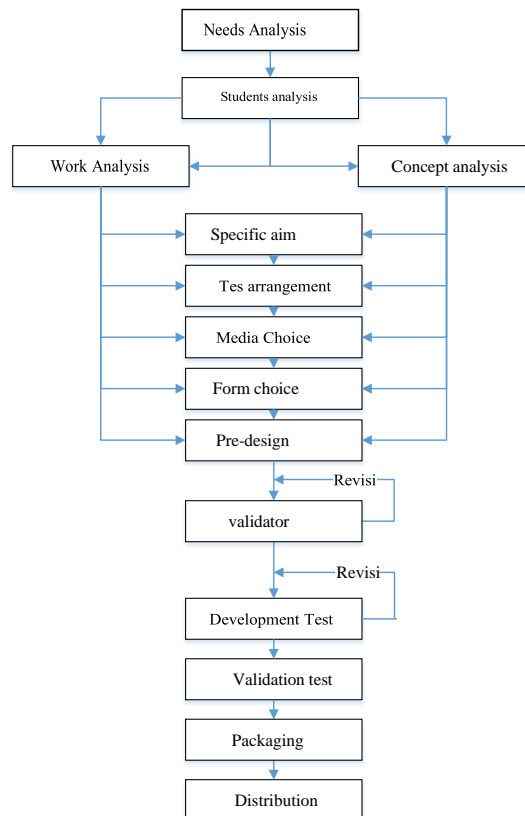 Needs Analysis
Students analysis
Work Analysis
Concept analysis
Specific aim
Tes arrangement
Media Choice
Form choice
Pre-design
Revisi
validator
Revisi
Development Test
Validation test
Packaging
Distribution